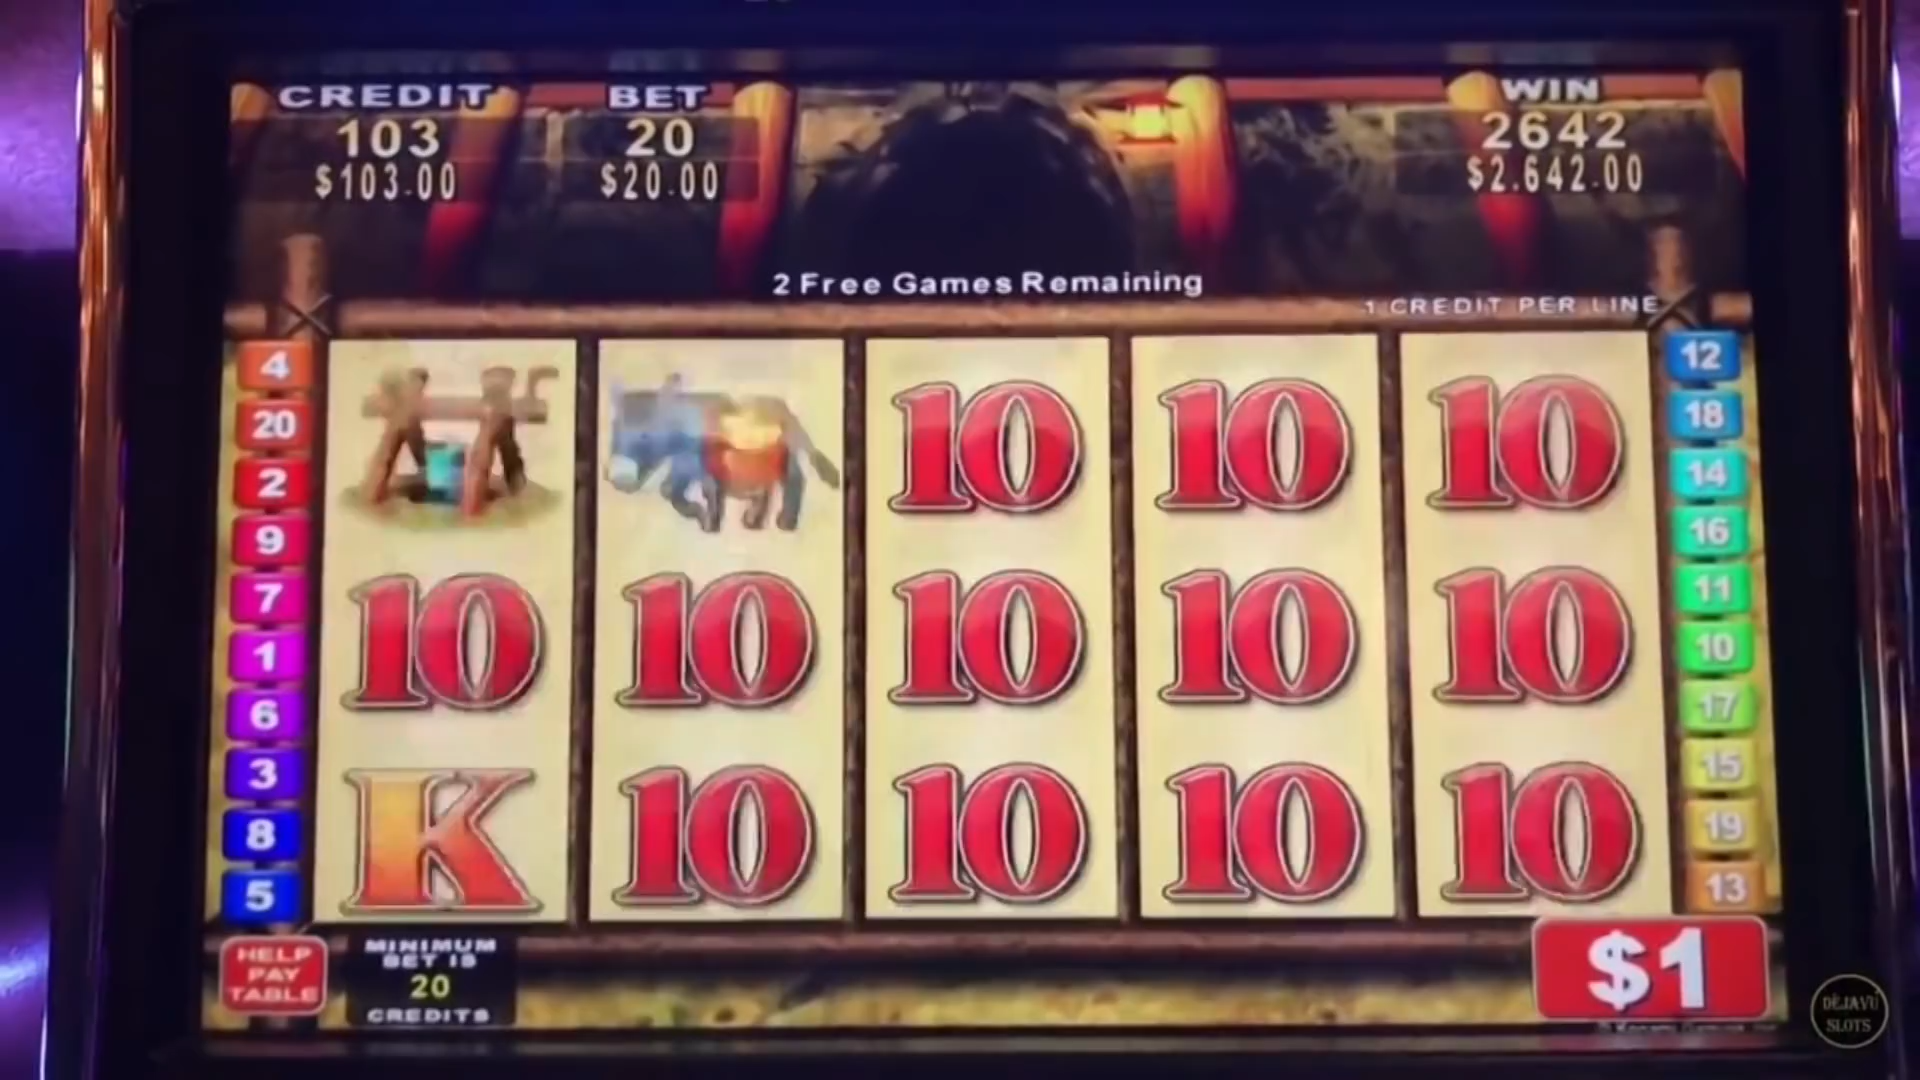 CREDIT
103
$103.00
BET
20
$20.00
WIN
2642
$2.642.00
2 Free Games Remaining
1 CREDIT PER LINE
4
20
2
9
7
1
6
3
8
5
10 10 10
10 10 10 10 10
K 10 10 10 10
12
18
14
16
11
10
17
15
19
13
HELP
PAY
TABLE
MINIMUM
BET IS
20
CREDITS
$1
DEJAVU
SLOTS